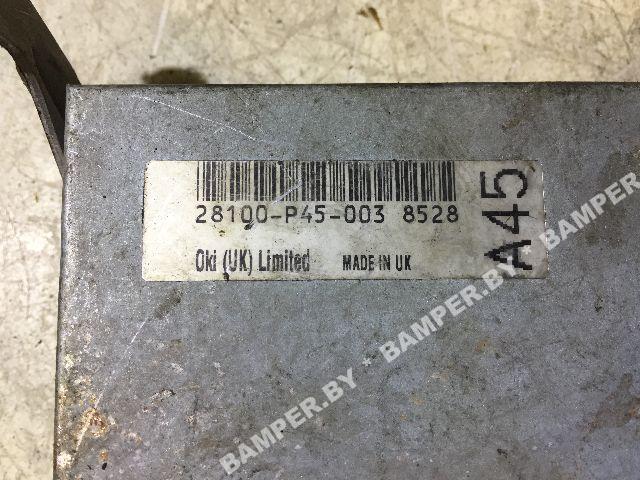 28100-P45-003 8528
Oki (UK) Limited MADE IN UK
A45
BAMPER.BY * BAMPER.BY * BAMPER.BY